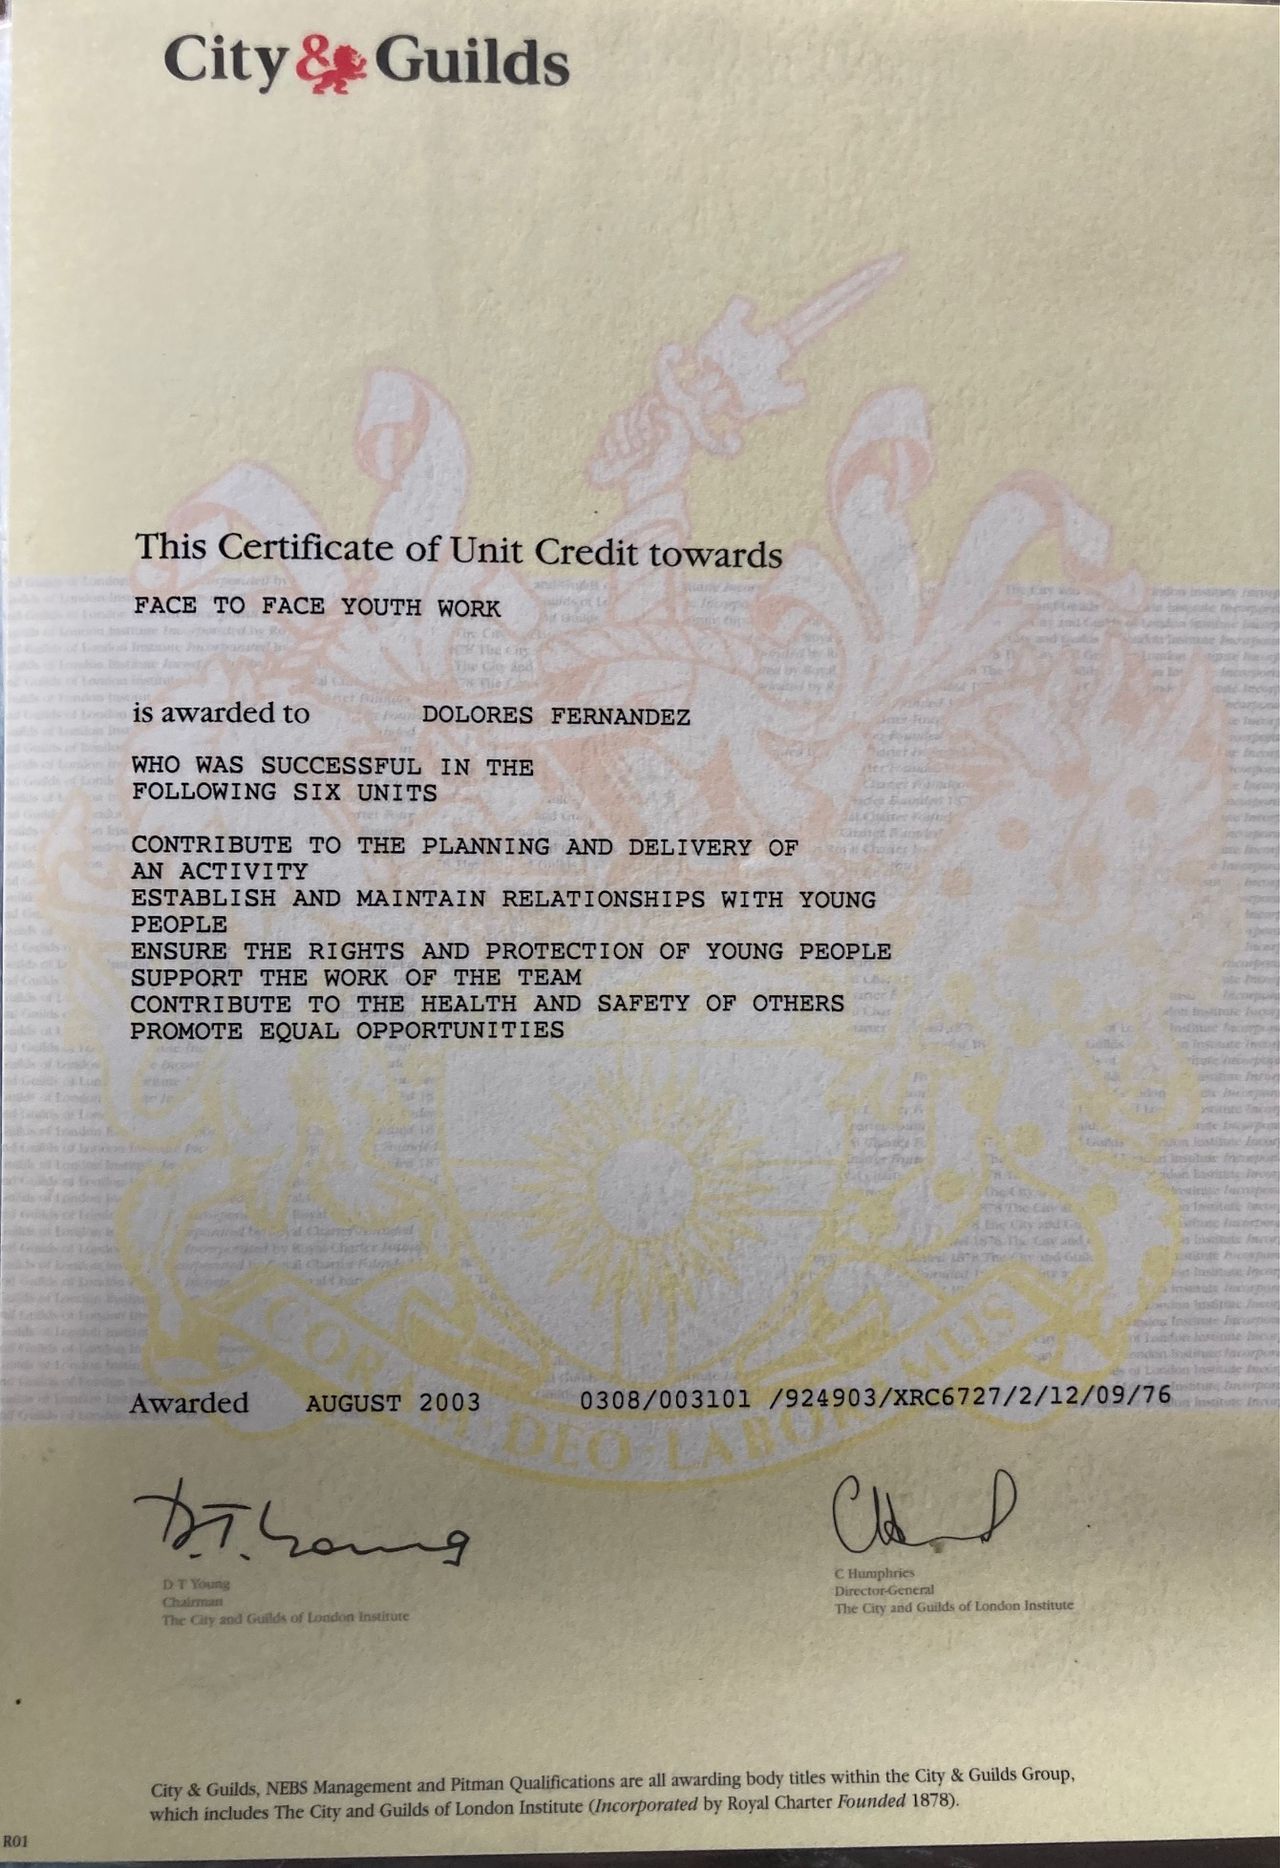 City & Guilds
This Certificate of Unit Credit towards
FACE TO FACE YOUTH WORK
is awarded to DOLORES FERNANDEZ
WHO WAS SUCCESSFUL IN THE
FOLLOWING SIX UNITS
CONTRIBUTE TO THE PLANNING AND DELIVERY OF
AN ACTIVITY
ESTABLISH AND MAINTAIN RELATIONSHIPS WITH YOUNG
PEOPLE
ENSURE THE RIGHTS AND PROTECTION OF YOUNG PEOPLE
SUPPORT THE WORK OF THE TEAM
CONTRIBUTE TO THE HEALTH AND SAFETY OF OTHERS
PROMOTE EQUAL OPPORTUNITIES
Awarded AUGUST 2003 0308/003101 /924903/XRC6727/2/12/09/76
D.T. Young
D T Young
Chairman
The City and Guilds of London Institute
C Humphries
Director-General
The City and Guilds of London Institute
City & Guilds, NEBS Management and Pitman Qualifications are all awarding body titles within the City & Guilds Group,
which includes The City and Guilds of London Institute (Incorporated by Royal Charter Founded 1878).
R01